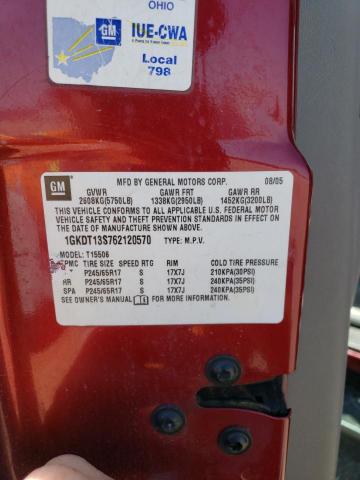 OHIO
GM IUE-CWA
Local
798
GM
MFD BY GENERAL MOTORS CORP. 08/05
GVWR GAWR FRT GAWR RR
2608KG(5750LB) 1338KG(2950LB) 1452KG(3200LB)
THIS VEHICLE CONFORMS TO ALL APPLICABLE U.S. FEDERAL MOTOR
VEHICLE SAFETY AND THEFT PREVENTION STANDARDS IN EFFECT ON
THE DATE OF MANUFACTURE SHOWN ABOVE.
1GKDT13S762120570 TYPE: M.P.V.
MODEL: T15506
PMC TIRE SIZE SPEED RTG RIM COLD TIRE PRESSURE
P245/65R17 S 17X7J 210KPA(30PSI)
RR P245/65R17 S 17X7J 240KPA(35PSI)
SPA P245/65R17 S 17X7J 240KPA(35PSI)
SEE OWNER'S MANUAL FOR MORE INFORMATION